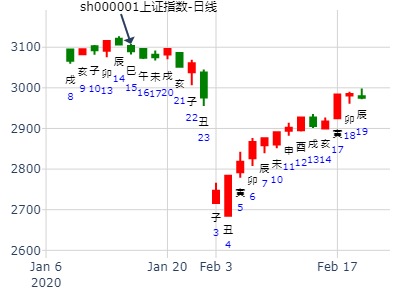 sh000001上证指数-日线
3100
3000
2900
2800
2700
2600
戌
8
亥
9
子
10
卯
13
辰
14
巳
15
午
16
未
17
戌
20
亥
21
子
22
丑
23
子
3
丑
4
寅
5
卯
6
辰
7
未
10
申
11
酉
12
戌
13
亥
14
寅
17
卯
18
辰
19
Jan 6
2020
Jan 20
Feb 3
Feb 17